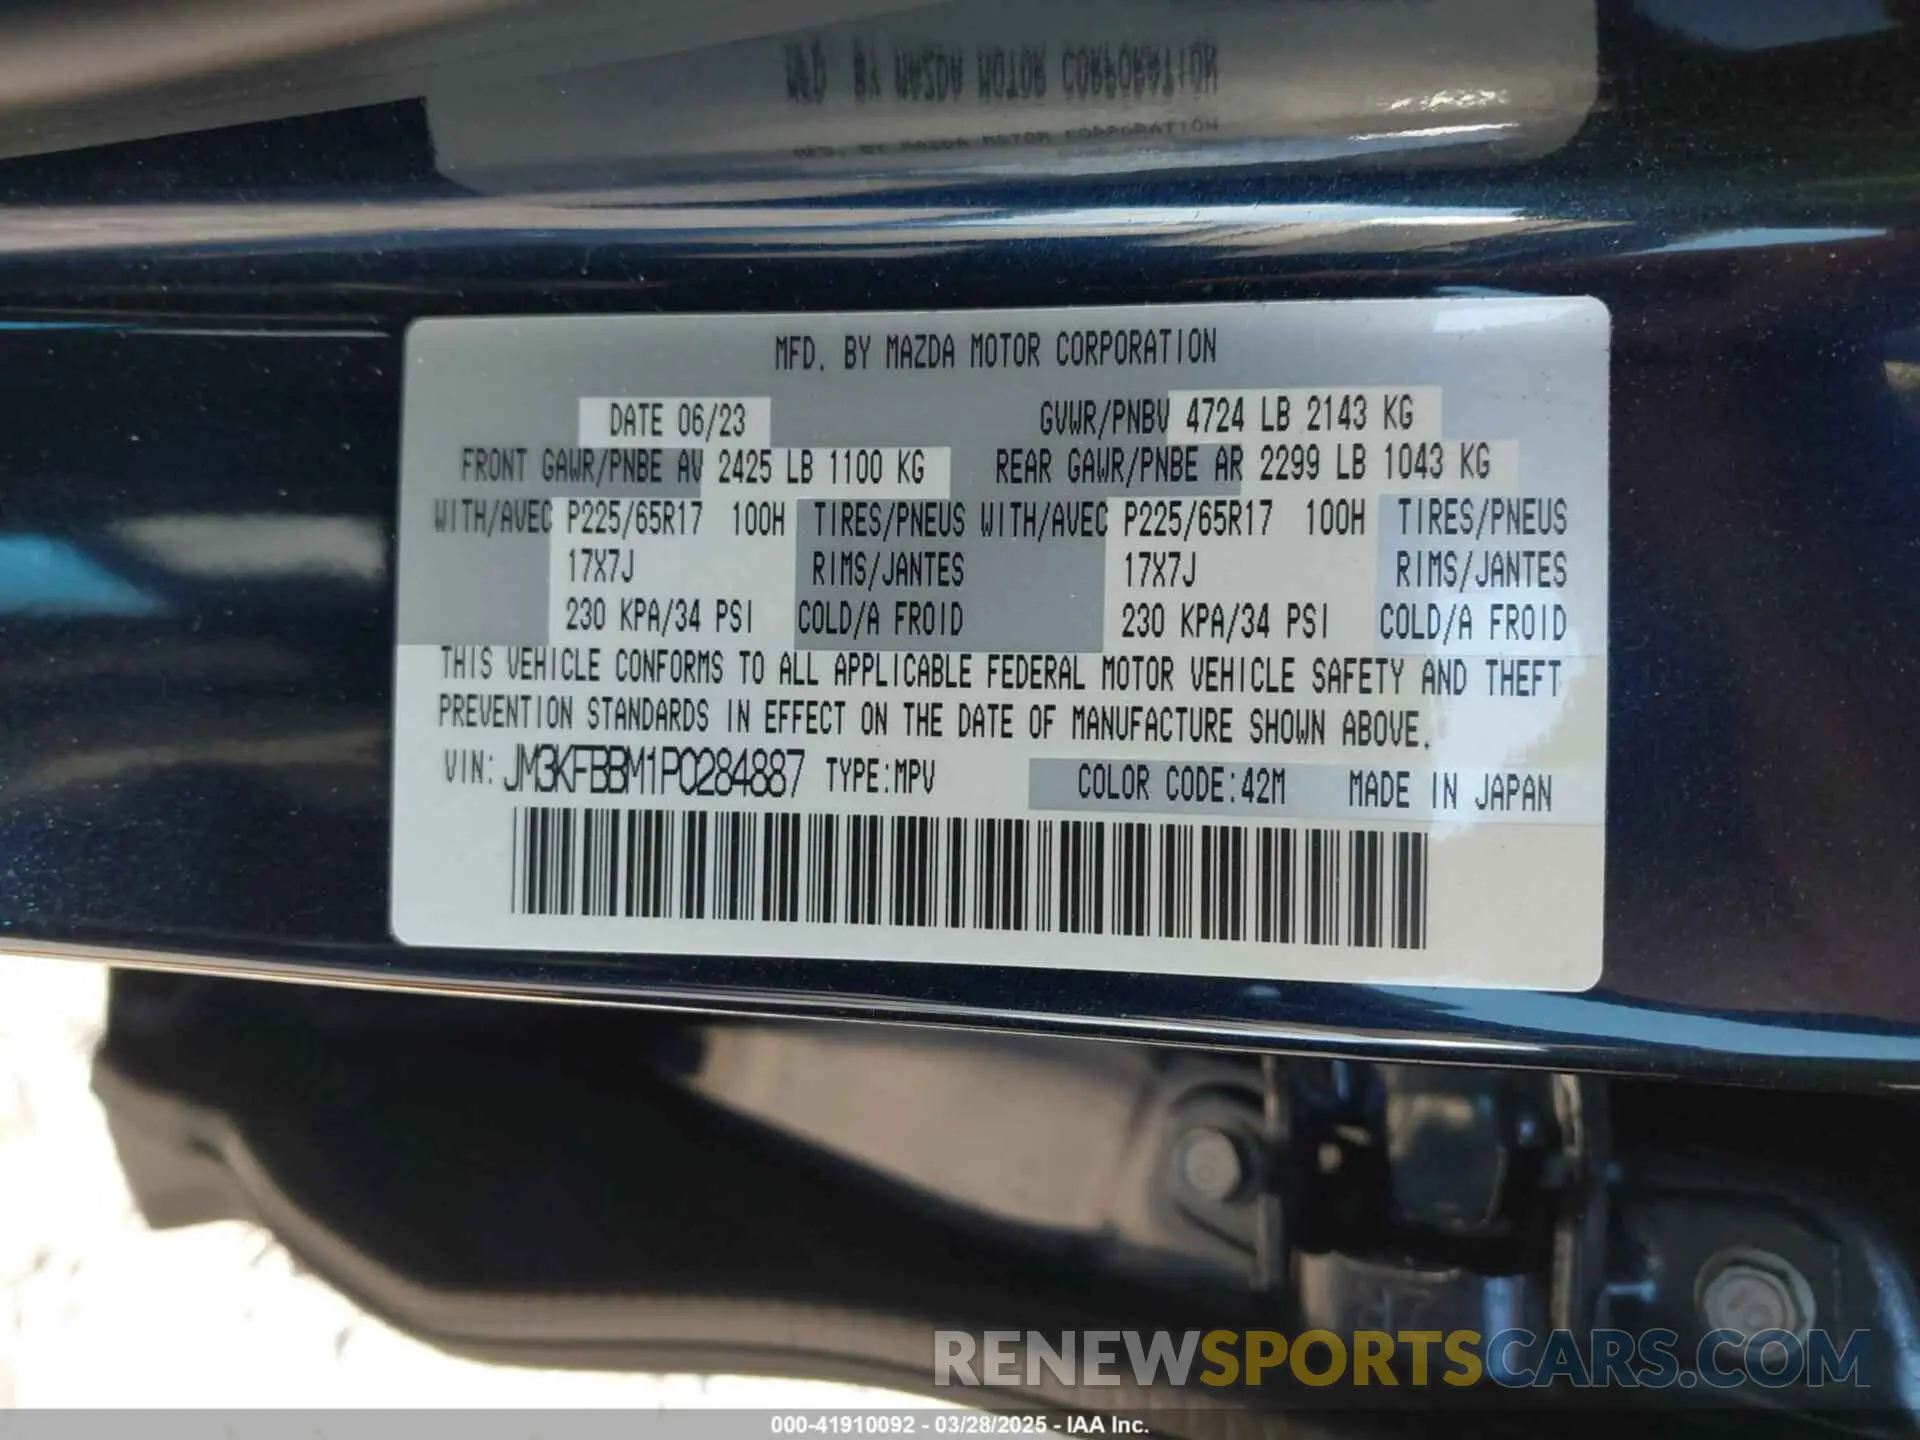 MFD. BY MAZDA MOTOR CORPORATION
DATE 06/23 GVWR/PNBV 4724 LB 2143 KG
FRONT GAWR/PNBE AV 2425 LB 1100 KG REAR GAWR/PNBE AR 2299 LB 1043 KG
WITH/AVEC P225/65R17 100H TIRES/PNEUS WITH/AVEC P225/65R17 100H TIRES/PNEUS
17X7J RIMS/JANTES 17X7J RIMS/JANTES
230 KPA/34 PSI COLD/A FROID 230 KPA/34 PSI COLD/A FROID
THIS VEHICLE CONFORMS TO ALL APPLICABLE FEDERAL MOTOR VEHICLE SAFETY AND THEFT
PREVENTION STANDARDS IN EFFECT ON THE DATE OF MANUFACTURE SHOWN ABOVE.
VIN: JM3KFBBM1P0284887 TYPE:MPV COLOR CODE:42M MADE IN JAPAN
RENEWSPORTSCARS.COM
000-41910092 - 03/28/2025 - IAA Inc.